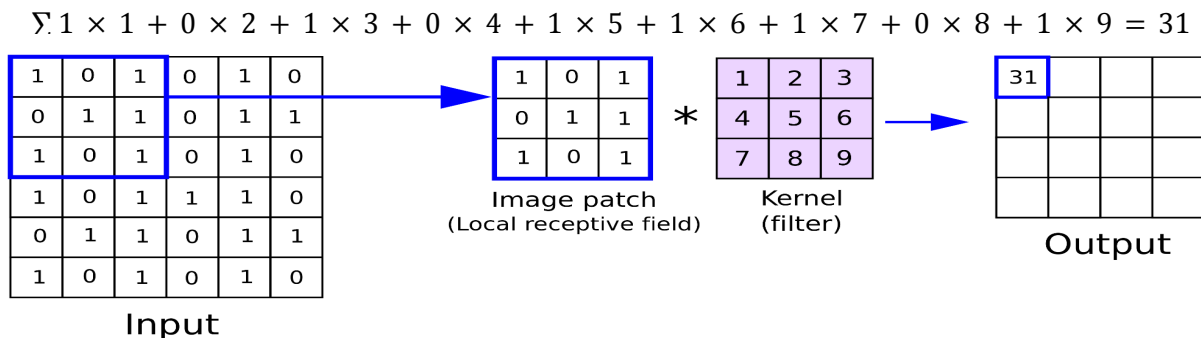 ∑ 1 × 1 + 0 × 2 + 1 × 3 + 0 × 4 + 1 × 5 + 1 × 6 + 1 × 7 + 0 × 8 + 1 × 9 = 31
1 0 1 0 1 0
0 1 1 0 1 1
1 0 1 0 1 0
1 0 1 1 1 0
0 1 1 0 1 1
1 0 1 0 1 0
Input
1 0 1
0 1 1
1 0 1
Image patch
(Local receptive field)
*
1 2 3
4 5 6
7 8 9
Kernel
(filter)
31
Output